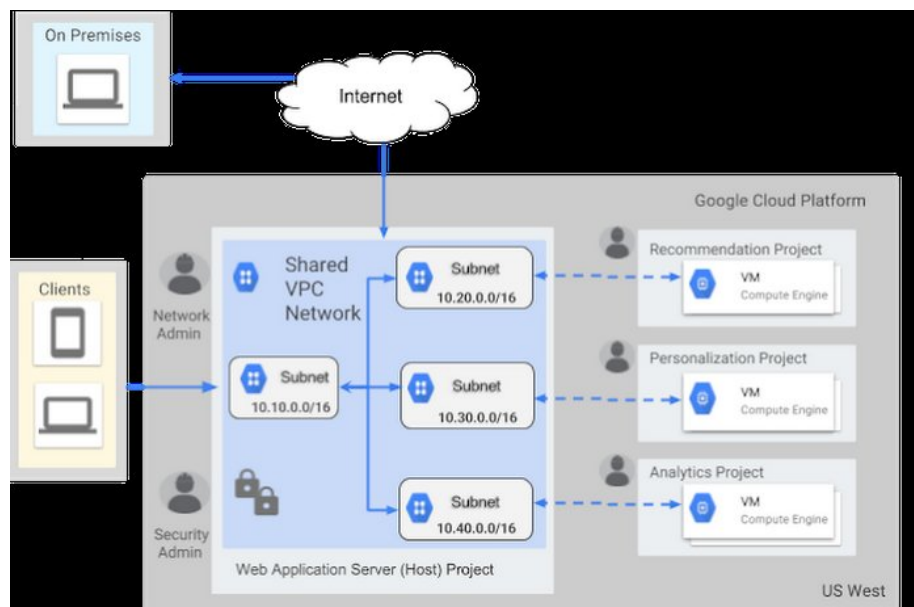 On Premises
Internet
Google Cloud Platform
Clients
Network
Admin
Security
Admin
Shared
VPC
Network
Subnet
10.10.0.0/16
Subnet
10.20.0.0/16
Subnet
10.30.0.0/16
Subnet
10.40.0.0/16
Web Application Server (Host) Project
Recommendation Project
VM
Compute Engine
Personalization Project
VM
Compute Engine
Analytics Project
VM
Compute Engine
US West